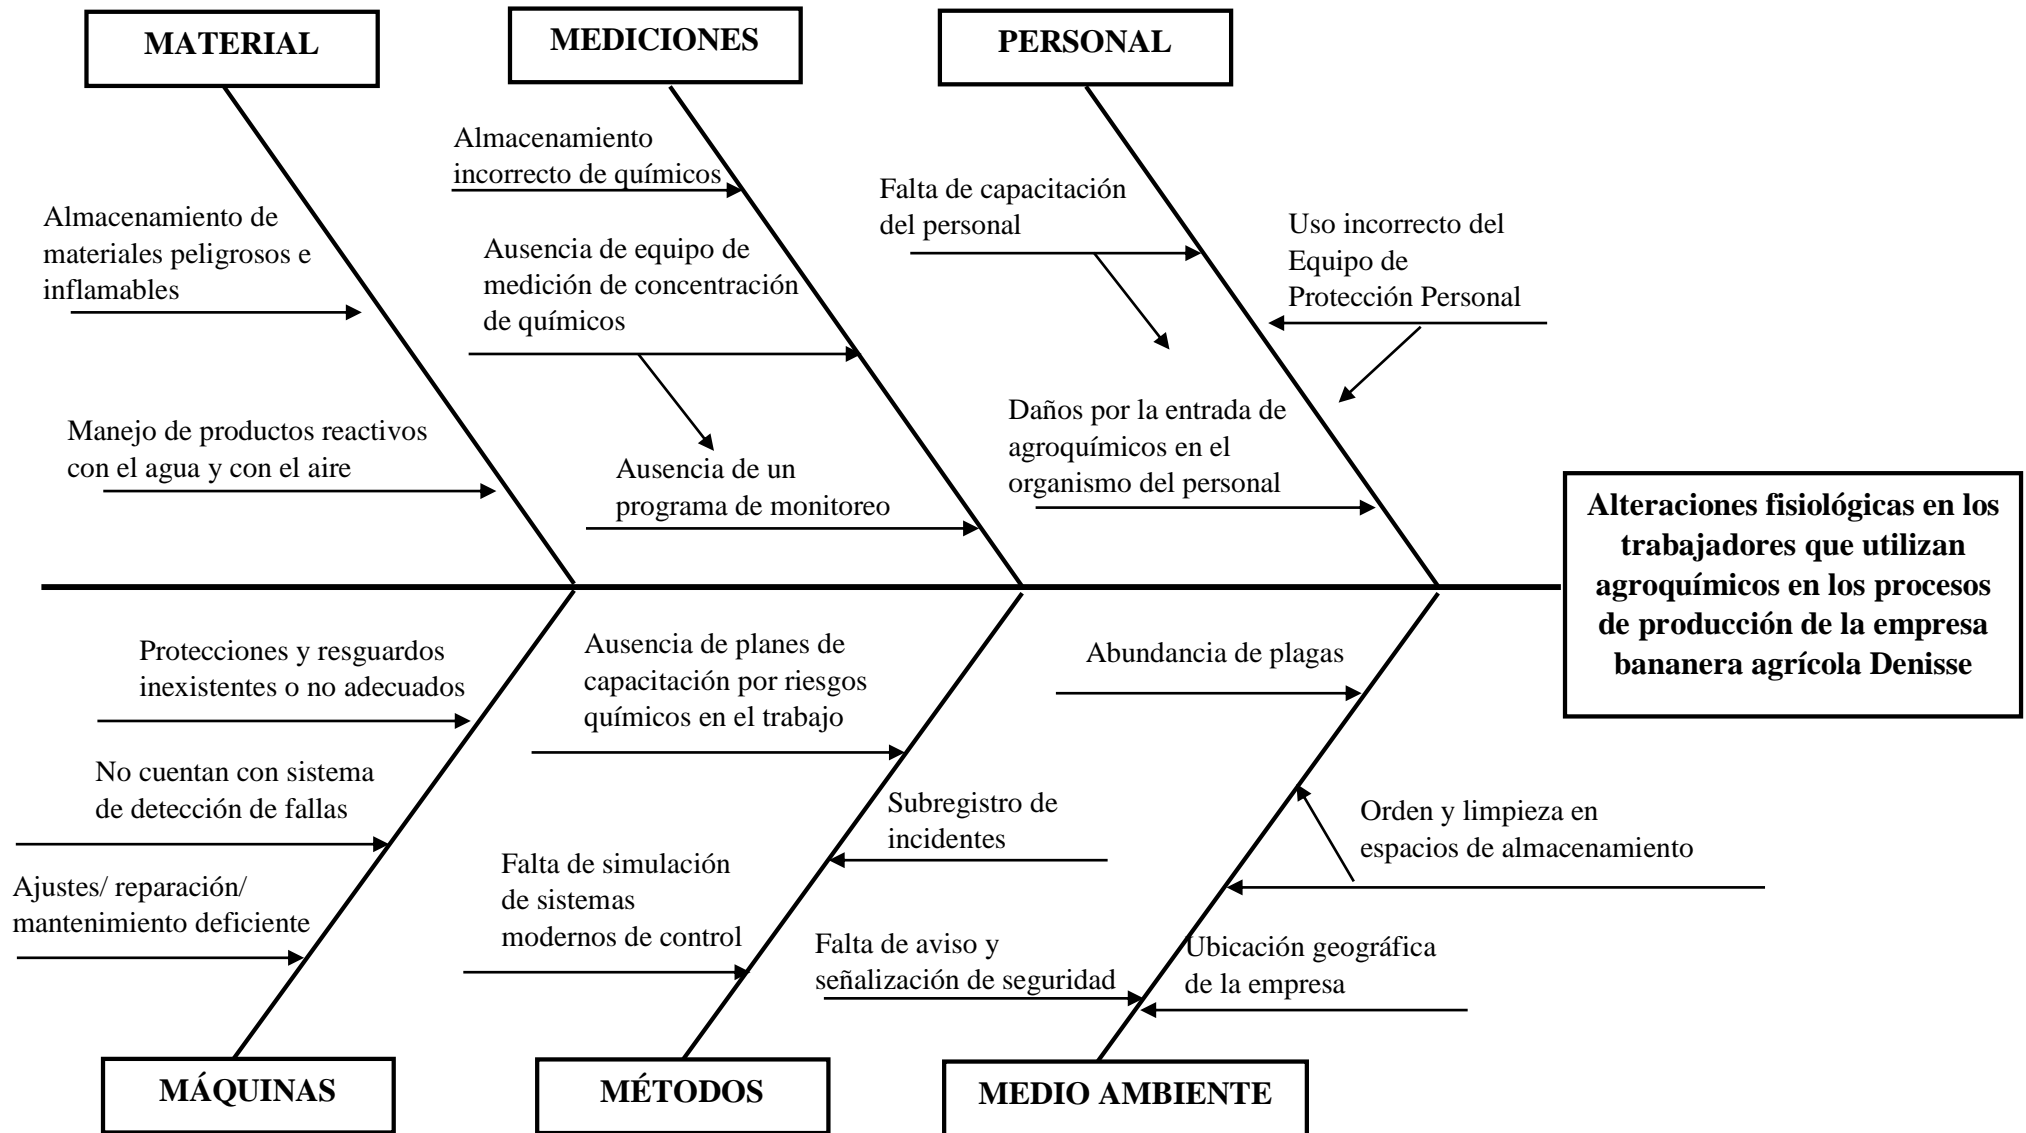 MATERIAL
MEDICIONES
PERSONAL
Almacenamiento de
materiales peligrosos e
inflamables
Manejo de productos reactivos
con el agua y con el aire
Almacenamiento
incorrecto de químicos
Ausencia de equipo de
medición de concentración
de químicos
Ausencia de un
programa de monitoreo
Falta de capacitación
del personal
Uso incorrecto del
Equipo de
Protección Personal
Daños por la entrada de
agroquímicos en el
organismo del personal
Alteraciones fisiológicas en los
trabajadores que utilizan
agroquímicos en los procesos
de producción de la empresa
bananera agrícola Denisse
Protecciones y resguardos
inexistentes o no adecuados
No cuentan con sistema
de detección de fallas
Ajustes/ reparación/
mantenimiento deficiente
Ausencia de planes de
capacitación por riesgos
químicos en el trabajo
Subregistro de
incidentes
Falta de simulación
de sistemas
modernos de control
Abundancia de plagas
Orden y limpieza en
espacios de almacenamiento
Falta de aviso y
señalización de seguridad
Ubicación geográfica
de la empresa
MÁQUINAS
MÉTODOS
MEDIO AMBIENTE